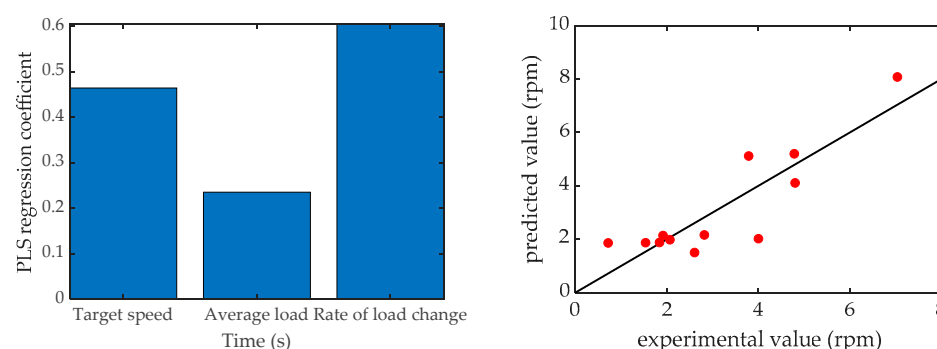 PLS regression coefficient
0.6
0.5
0.4
0.3
0.2
0.1
0
Target speed Average load Rate of load change
Time (s)
predicted value (rpm)
10
8
6
4
2
0
0 2 4 6 8
experimental value (rpm)